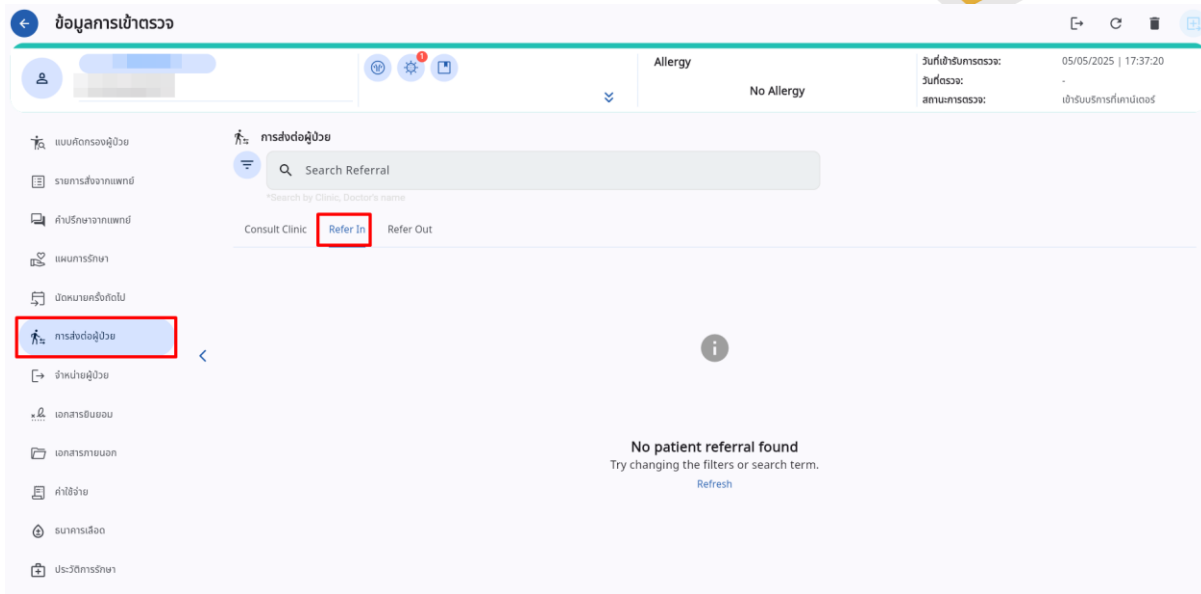 ข้อมูลการเข้าตรวจ
1
Allergy
No Allergy
วันที่เข้ารับการตรวจ: 05/05/2025 | 17:37:20
วันที่ตรวจ: -
สถานะการตรวจ: เข้ารับบริการที่เคาน์เตอร์
แบบคัดกรองผู้ป่วย
รายการสั่งจากแพทย์
คำปรึกษาจากแพทย์
แผนการรักษา
นัดหมายครั้งถัดไป
การส่งต่อผู้ป่วย
จำหน่ายผู้ป่วย
เอกสารยินยอม
เอกสารภายนอก
ค่าใช้จ่าย
ธนาคารเลือด
ประวัติการรักษา
การส่งต่อผู้ป่วย
Search Referral
*Search by Clinic, Doctor's name
Consult Clinic Refer In Refer Out
No patient referral found
Try changing the filters or search term.
Refresh